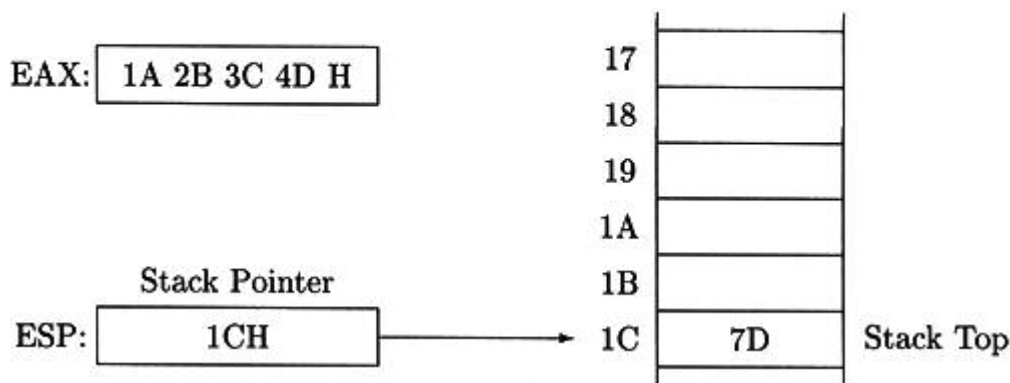 EAX: 1A 2B 3C 4D H
Stack Pointer
ESP: 1CH
17
18
19
1A
1B
1C 7D Stack Top